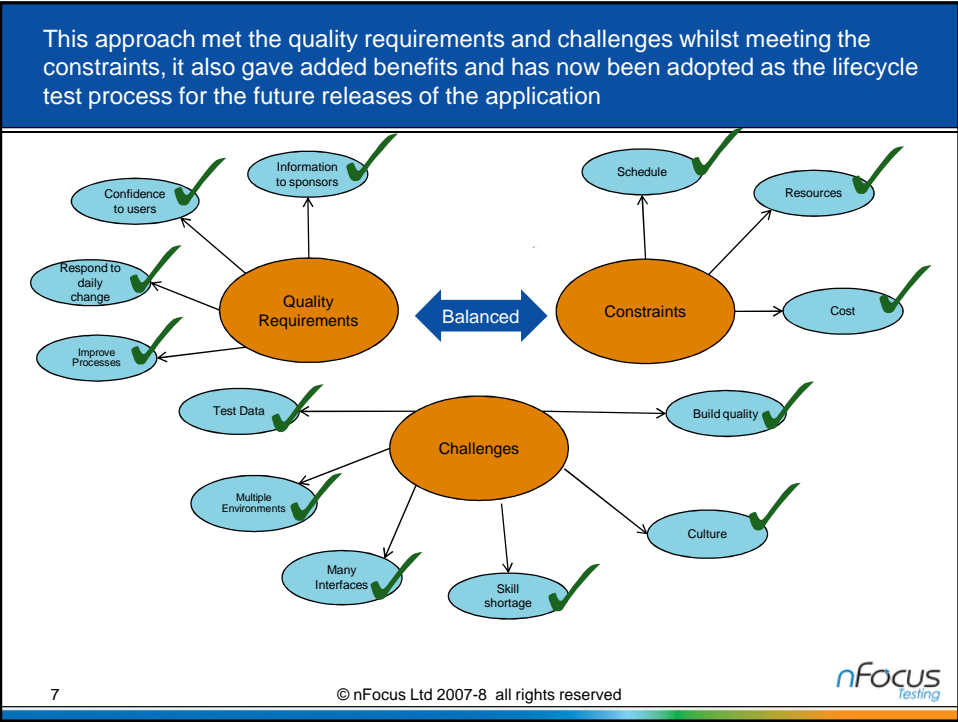 This approach met the quality requirements and challenges whilst meeting the
constraints, it also gave added benefits and has now been adopted as the lifecycle
test process for the future releases of the application
Information
to sponsors
Confidence
to users
Respond to
daily
change
Improve
Processes
Quality
Requirements
Balanced
Schedule
Resources
Constraints
Cost
Test Data
Build quality
Challenges
Multiple
Environments
Culture
Many
Interfaces
Skill
shortage
7
© nFocus Ltd 2007-8 all rights reserved
nFocus
Testing